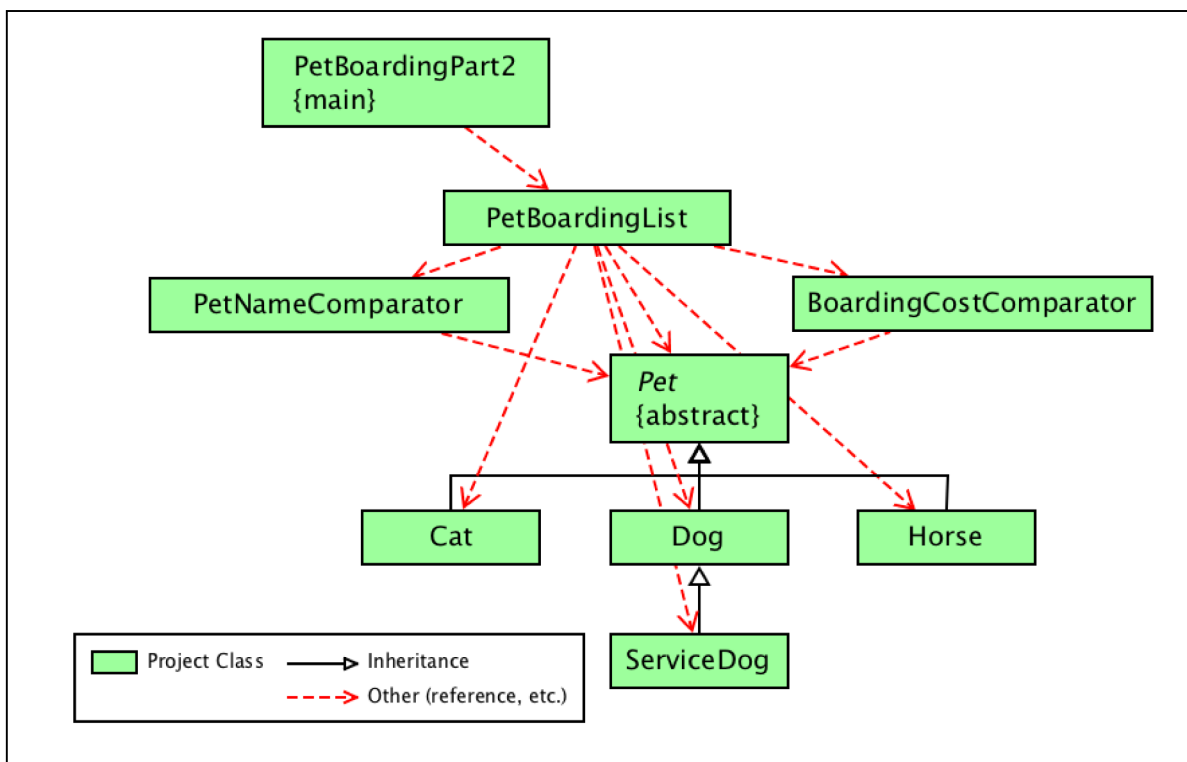 PetBoardingPart2
{main}
PetBoardingList
PetNameComparator
BoardingCostComparator
Pet
{abstract}
Cat
Dog
Horse
ServiceDog
Project Class
Inheritance
Other (reference, etc.)